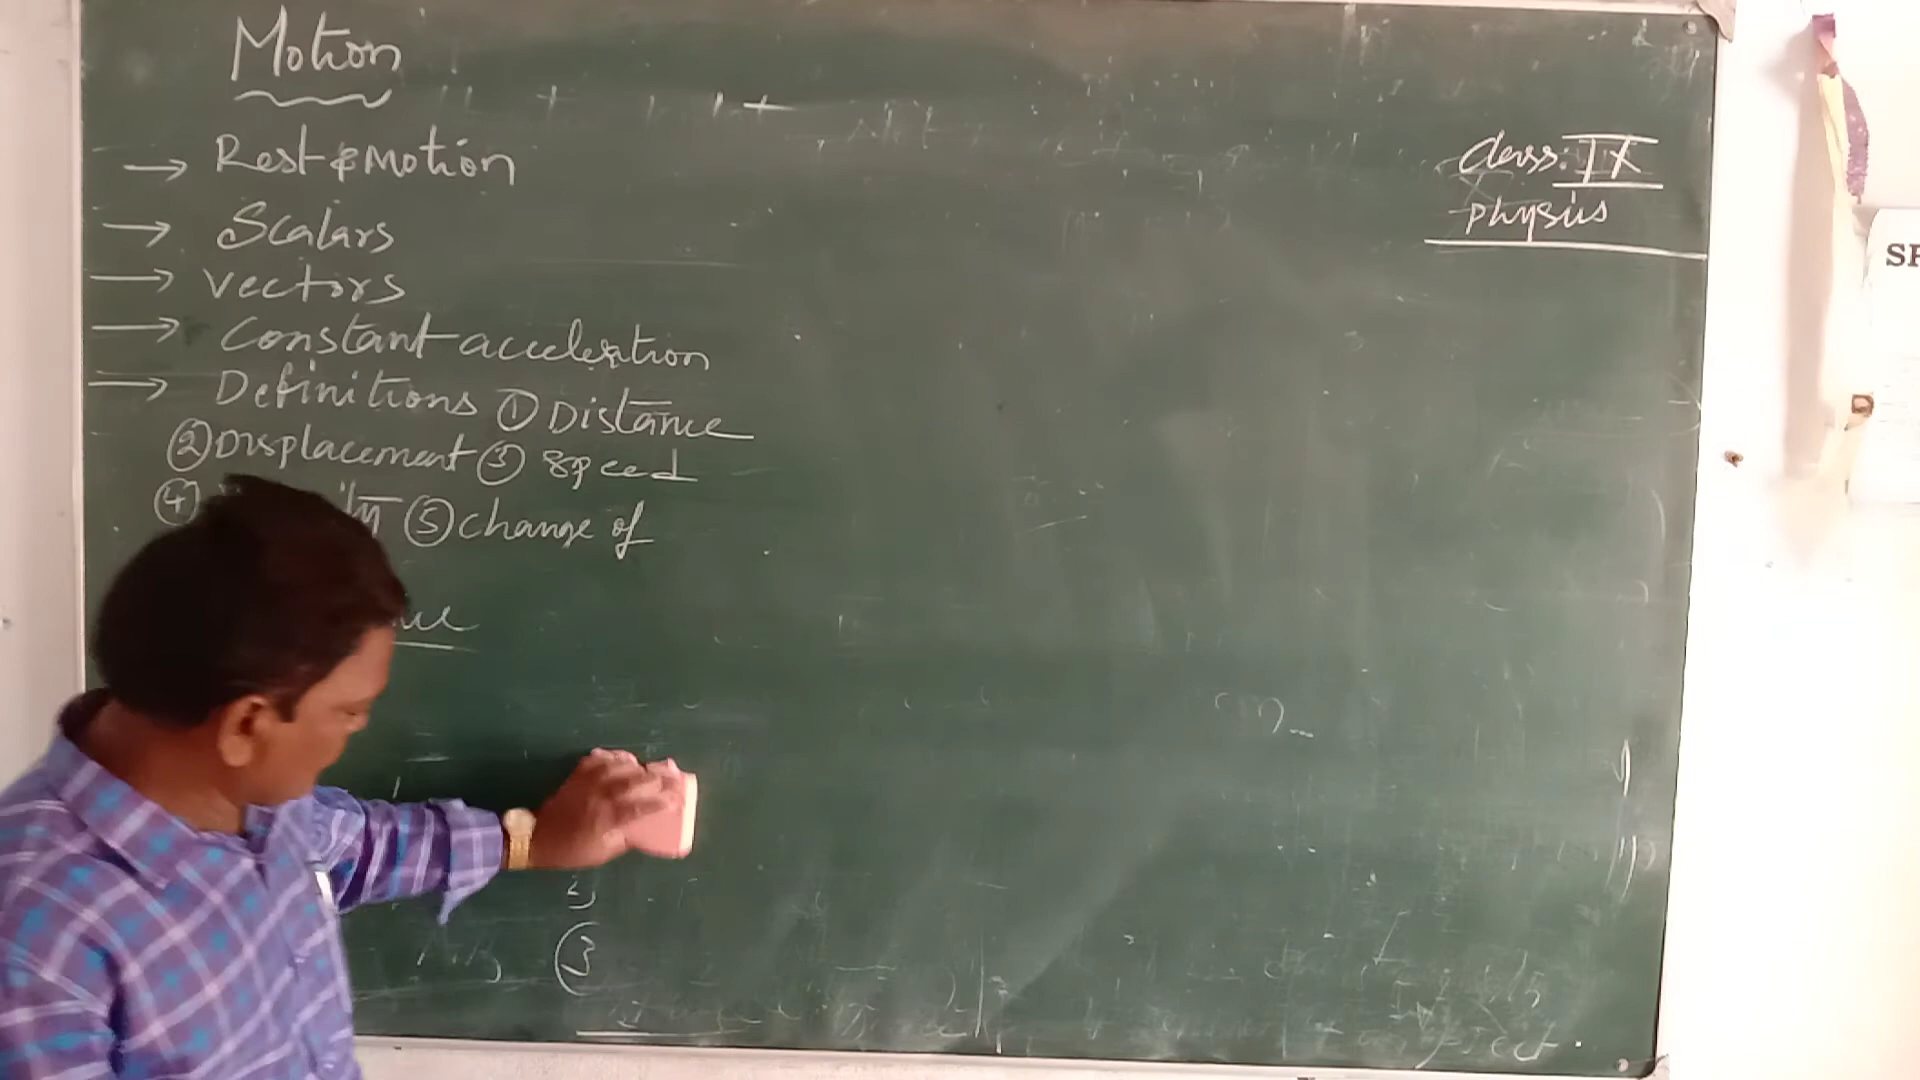 Motion
→ Rest & Motion
→ Scalars
→ vectors
→ Constant acceleration
→ Definitions ① Distance
② Displacement ③ Speed
④ ⑤ change of
③
Class: IX
Physics